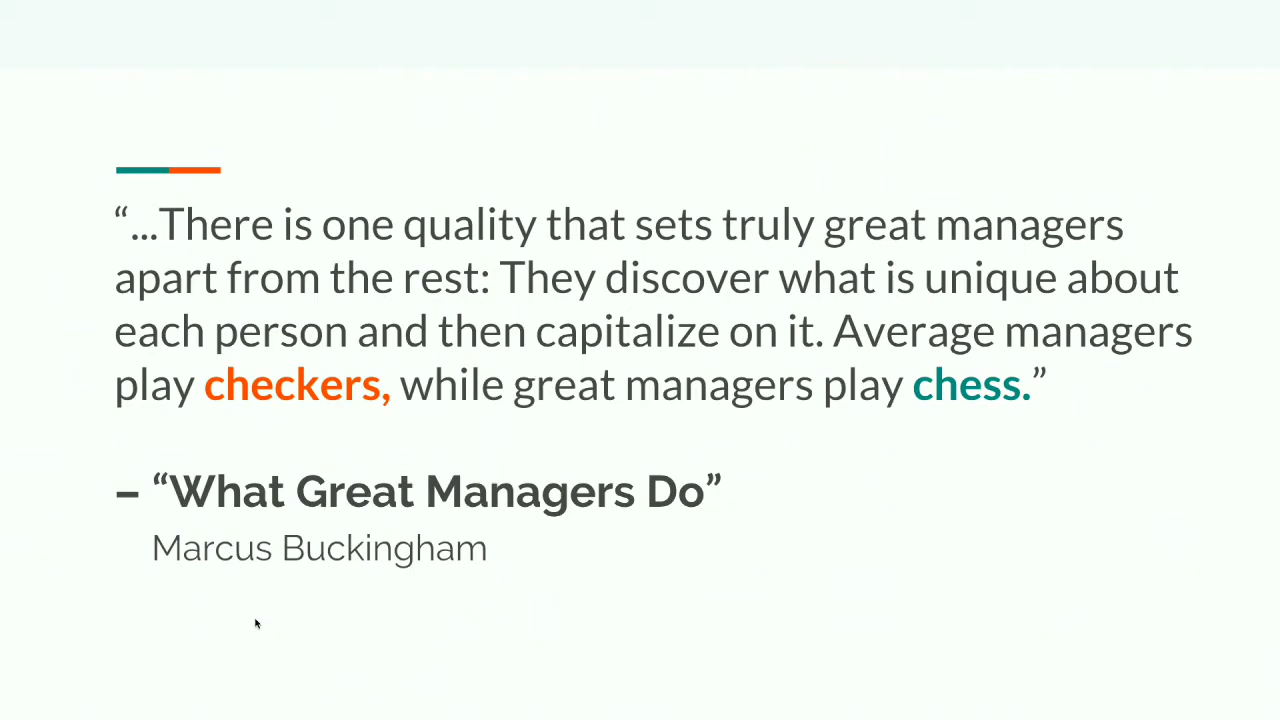 “...There is one quality that sets truly great managers
apart from the rest: They discover what is unique about
each person and then capitalize on it. Average managers
play checkers, while great managers play chess.”
– “What Great Managers Do”
Marcus Buckingham